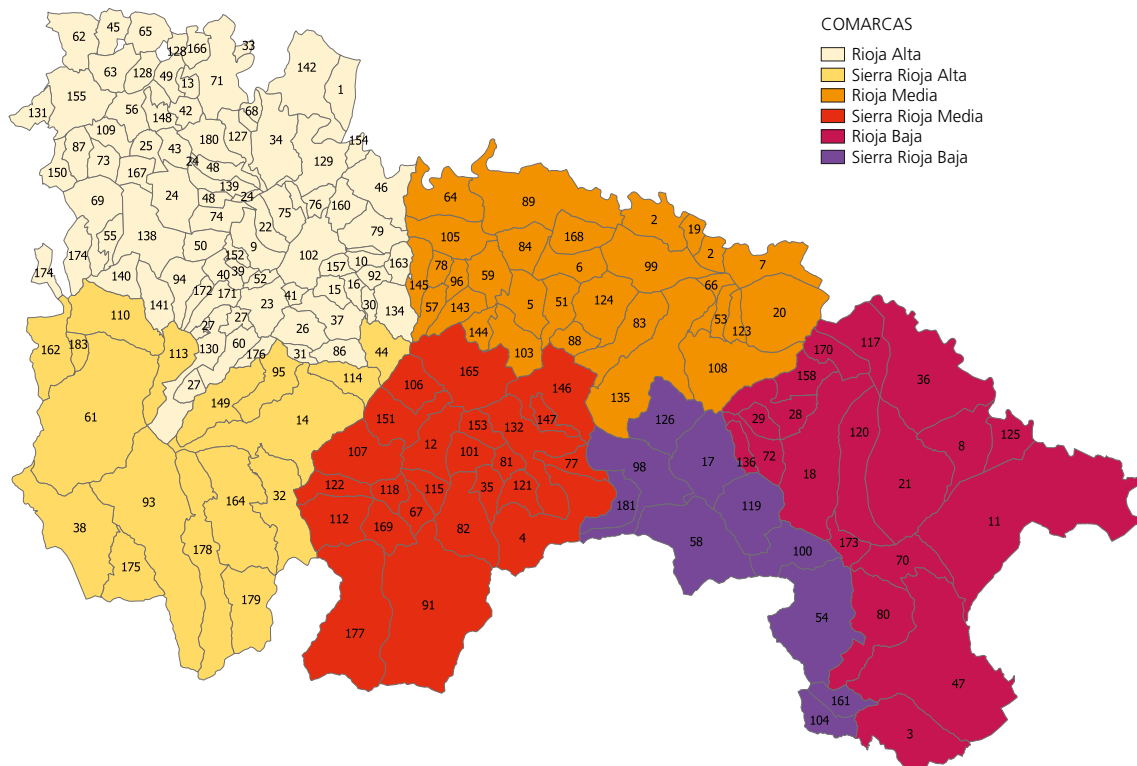 COMARCAS
Rioja Alta
Sierra Rioja Alta
Rioja Media
Sierra Rioja Media
Rioja Baja
Sierra Rioja Baja
62 45 65 128 166 33
63 128 49 13 71 142 1
155 131 56 148 42 68
109 180 127 34 154
87 73 25 43 24 48 129
150 167 139 46
69 24 48 24 75 76 160
74 22 79
55 138 50 9
174 174 152 102 157 10 163
140 94 40 39 52 92
141 172 171 23 41 15 16 30 134
110 27 27 26 37
162 183 113 130 60 176 31 86 44
95 114
27 149 14
61
93 164 32
38 178
175 179
64 89 2 19
105 84 168 2 7
145 78 96 59 6 99 66
57 143 5 51 124 83 53 123 20
144 103 88
108
135
165 106 146
151 153 132 147
107 12 101 81 77
122 118 115 35 121
112 169 67 82 4
91
177
126
98 17
181 119
58 100
54
161
104
170 117
158 36
29 28 120 8 125
136 72 18 21
11
173 70
80
47
3